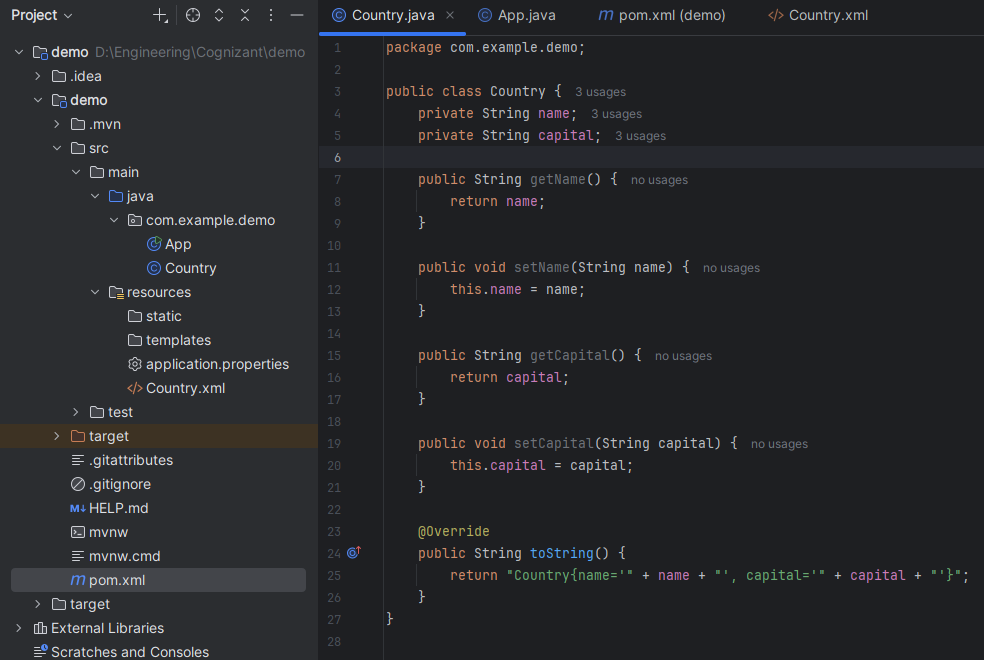 Project
demo D:\Engineering\Cognizant\demo
.idea
demo
.mvn
src
main
java
com.example.demo
App
Country
resources
static
templates
application.properties
Country.xml
test
target
.gitattributes
.gitignore
HELP.md
mvnw
mvnw.cmd
pom.xml
target
External Libraries
Scratches and Consoles
Country.java App.java pom.xml (demo) Country.xml
1 package com.example.demo;
2
3 public class Country { 3 usages
4 private String name; 3 usages
5 private String capital; 3 usages
6
7 public String getName() { no usages
8 return name;
9 }
10
11 public void setName(String name) { no usages
12 this.name = name;
13 }
14
15 public String getCapital() { no usages
16 return capital;
17 }
18
19 public void setCapital(String capital) { no usages
20 this.capital = capital;
21 }
22
23 @Override
24 public String toString() {
25 return "Country{name='" + name + "', capital='" + capital + "'}";
26 }
27 }
28